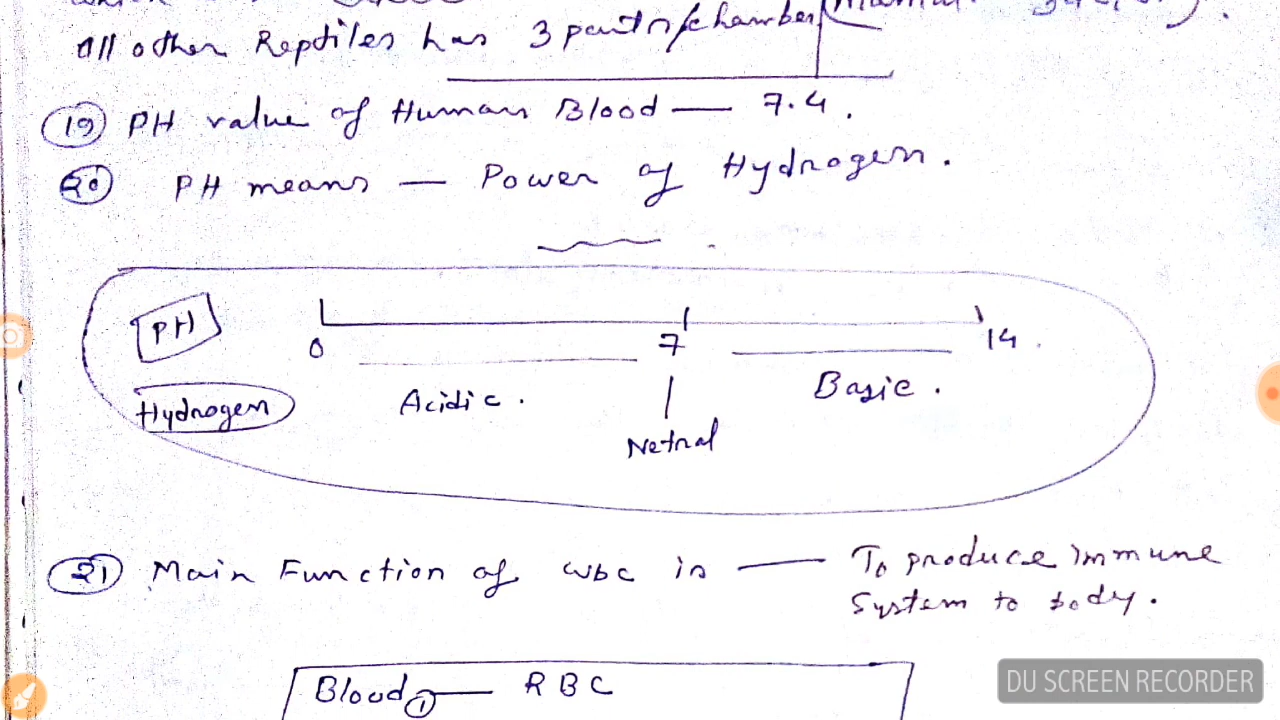 All other Reptiles has 3 parts/chamber
19 PH value of Human Blood — 7.4.
20 PH means — Power of Hydrogen.
PH
0 7 14.
Hydrogen Acidic. Basic.
Netral
21 Main Function of WBC is — To produce immune
System to body.
Blood 1 — RBC
DU SCREEN RECORDER